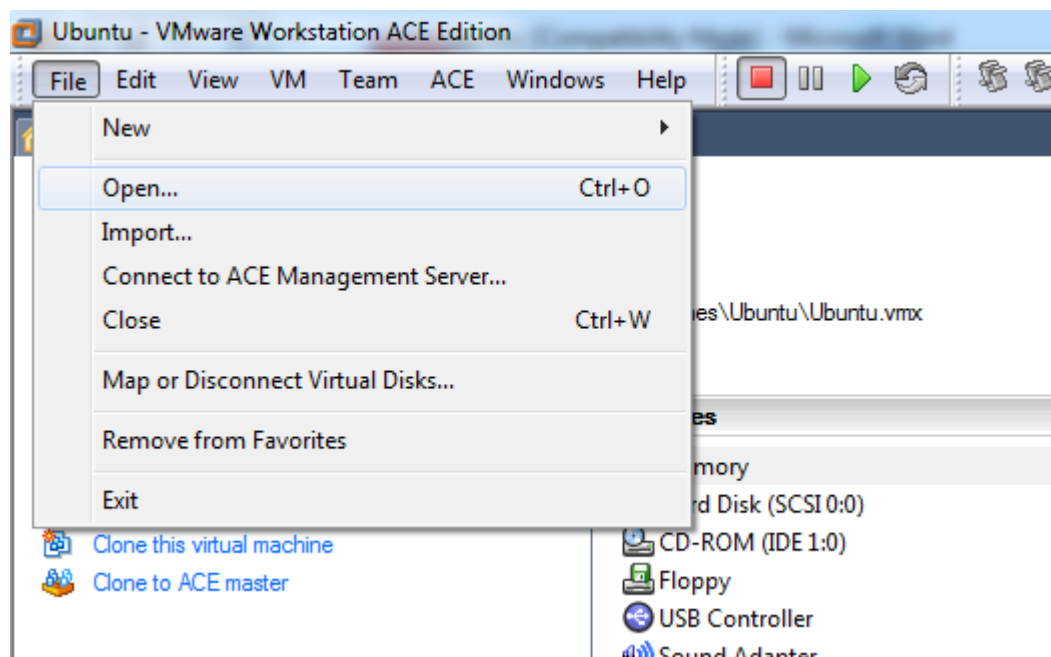 Ubuntu - VMware Workstation ACE Edition
File Edit View VM Team ACE Windows Help
New
Open... Ctrl+O
Import...
Connect to ACE Management Server...
Close Ctrl+W
es\Ubuntu\Ubuntu.vmx
Map or Disconnect Virtual Disks...
es
Remove from Favorites
mory
Exit
rd Disk (SCSI 0:0)
Clone this virtual machine
CD-ROM (IDE 1:0)
Clone to ACE master
Floppy
USB Controller
Sound Adapter